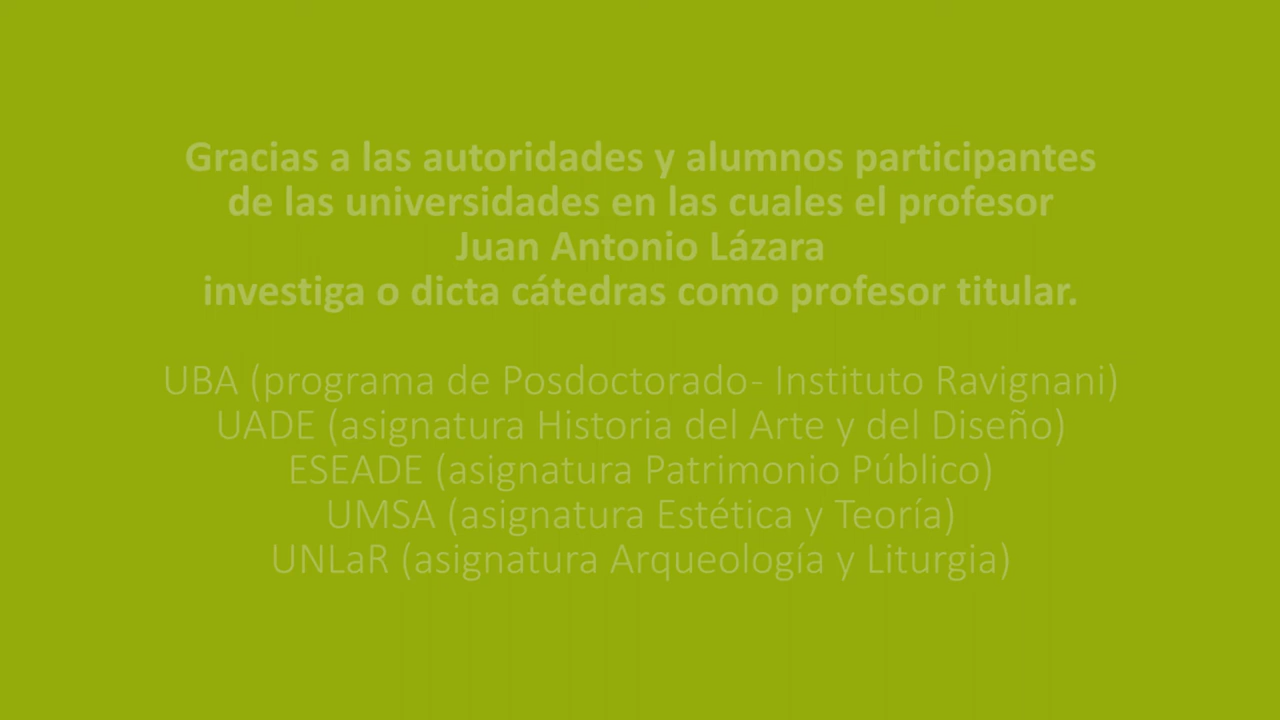 Gracias a las autoridades y alumnos participantes
de las universidades en las cuales el profesor
Juan Antonio Lázara
investiga o dicta cátedras como profesor titular.
UBA (programa de Posdoctorado- Instituto Ravignani)
UADE (asignatura Historia del Arte y del Diseño)
ESEADE (asignatura Patrimonio Público)
UMSA (asignatura Estética y Teoría)
UNLaR (asignatura Arqueología y Liturgia)